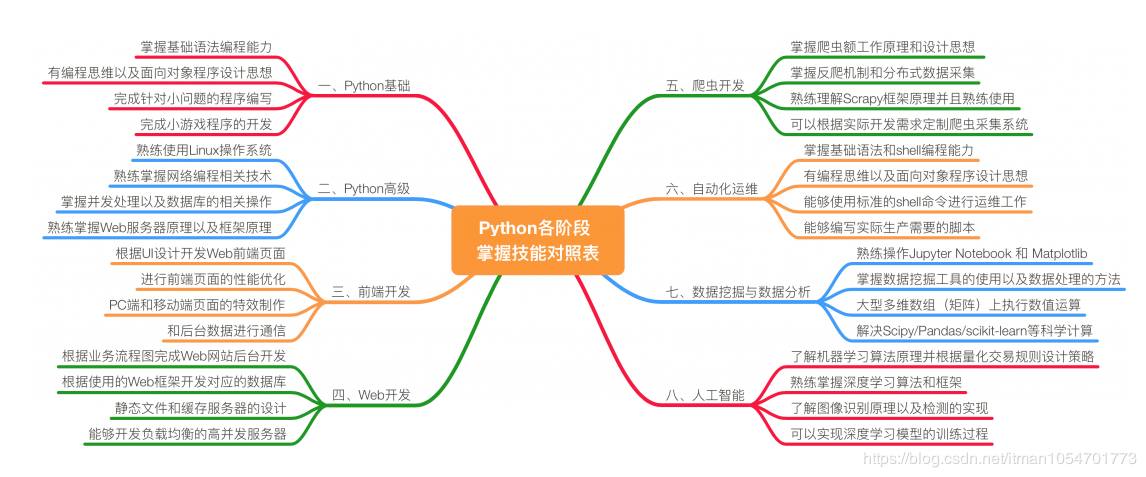 Python各阶段
掌握技能对照表
一、Python基础
掌握基础语法编程能力
有编程思维以及面向对象程序设计思想
完成针对小问题的程序编写
完成小游戏程序的开发
二、Python高级
熟练使用Linux操作系统
熟练掌握网络编程相关技术
掌握并发处理以及数据库的相关操作
熟练掌握Web服务器原理以及框架原理
三、前端开发
根据UI设计开发Web前端页面
进行前端页面的性能优化
PC端和移动端页面的特效制作
和后台数据进行通信
四、Web开发
根据业务流程图完成Web网站后台开发
根据使用的Web框架开发对应的数据库
静态文件和缓存服务器的设计
能够开发负载均衡的高并发服务器
五、爬虫开发
掌握爬虫额工作原理和设计思想
掌握反爬机制和分布式数据采集
熟练理解Scrapy框架原理并且熟练使用
可以根据实际开发需求定制爬虫采集系统
六、自动化运维
掌握基础语法和shell编程能力
有编程思维以及面向对象程序设计思想
能够使用标准的shell命令进行运维工作
能够编写实际生产需要的脚本
七、数据挖掘与数据分析
熟练操作Jupyter Notebook 和 Matplotlib
掌握数据挖掘工具的使用以及数据处理的方法
大型多维数组（矩阵）上执行数值运算
解决Scipy/Pandas/scikit-learn等科学计算
八、人工智能
了解机器学习算法原理并根据量化交易规则设计策略
熟练掌握深度学习算法和框架
了解图像识别原理以及检测的实现
可以实现深度学习模型的训练过程
https://blog.csdn.net/itman1054701773